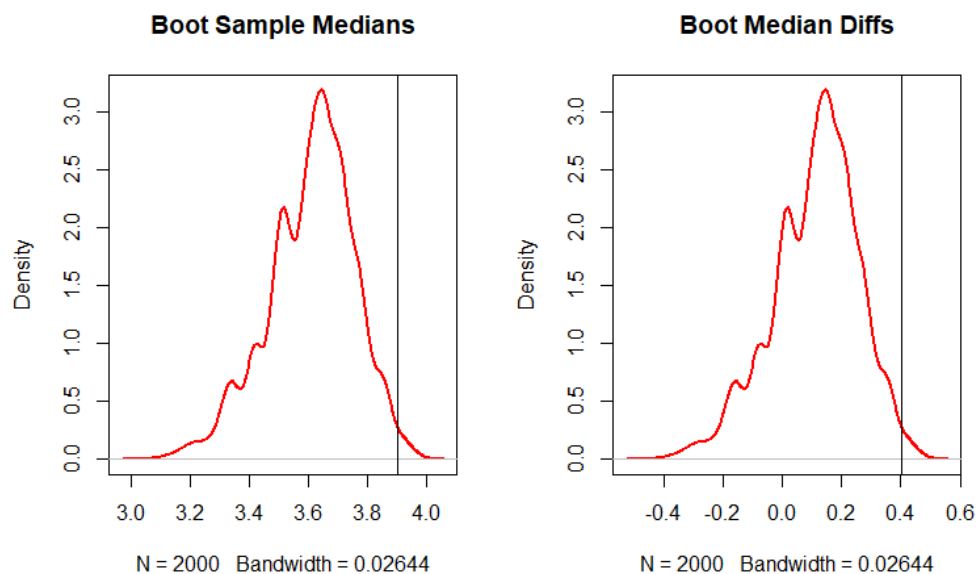 Boot Sample Medians
Density
3.0
2.5
2.0
1.5
1.0
0.5
0.0
3.0 3.2 3.4 3.6 3.8 4.0
N = 2000 Bandwidth = 0.02644
Boot Median Diffs
Density
3.0
2.5
2.0
1.5
1.0
0.5
0.0
-0.4 -0.2 0.0 0.2 0.4 0.6
N = 2000 Bandwidth = 0.02644